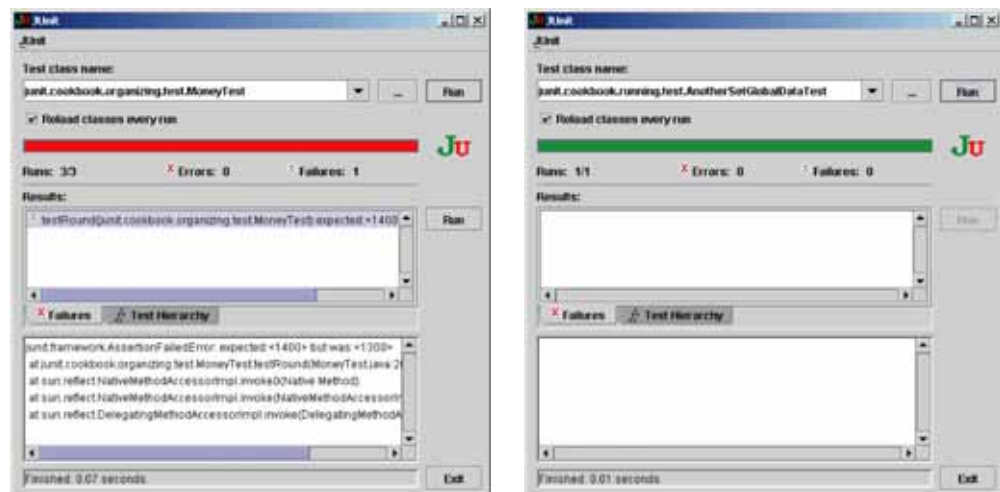 JUnit
JUnit
Test class name:
junit.cookbook.organizing.test.MoneyTest
...
Run
Reload classes every run
JU
Runs: 3/3
X Errors: 0
X Failures: 1
Results:
testRound(junit.cookbook.organizing.test.MoneyTest) expected:<1400
Run
X Failures
Test Hierarchy
junit.framework.AssertionFailedError: expected:<1400> but was:<1300>
at junit.cookbook.organizing.test.MoneyTest.testRound(MoneyTest.java:2
at sun.reflect.NativeMethodAccessorImpl.invoke0(Native Method)
at sun.reflect.NativeMethodAccessorImpl.invoke(NativeMethodAccessorIm
at sun.reflect.DelegatingMethodAccessorImpl.invoke(DelegatingMethodA
Finished: 0.07 seconds
Exit
JUnit
JUnit
Test class name:
junit.cookbook.running.test.AnotherSetGlobalDataTest
...
Run
Reload classes every run
JU
Runs: 1/1
X Errors: 0
X Failures: 0
Results:
Run
X Failures
Test Hierarchy
Finished: 0.01 seconds
Exit